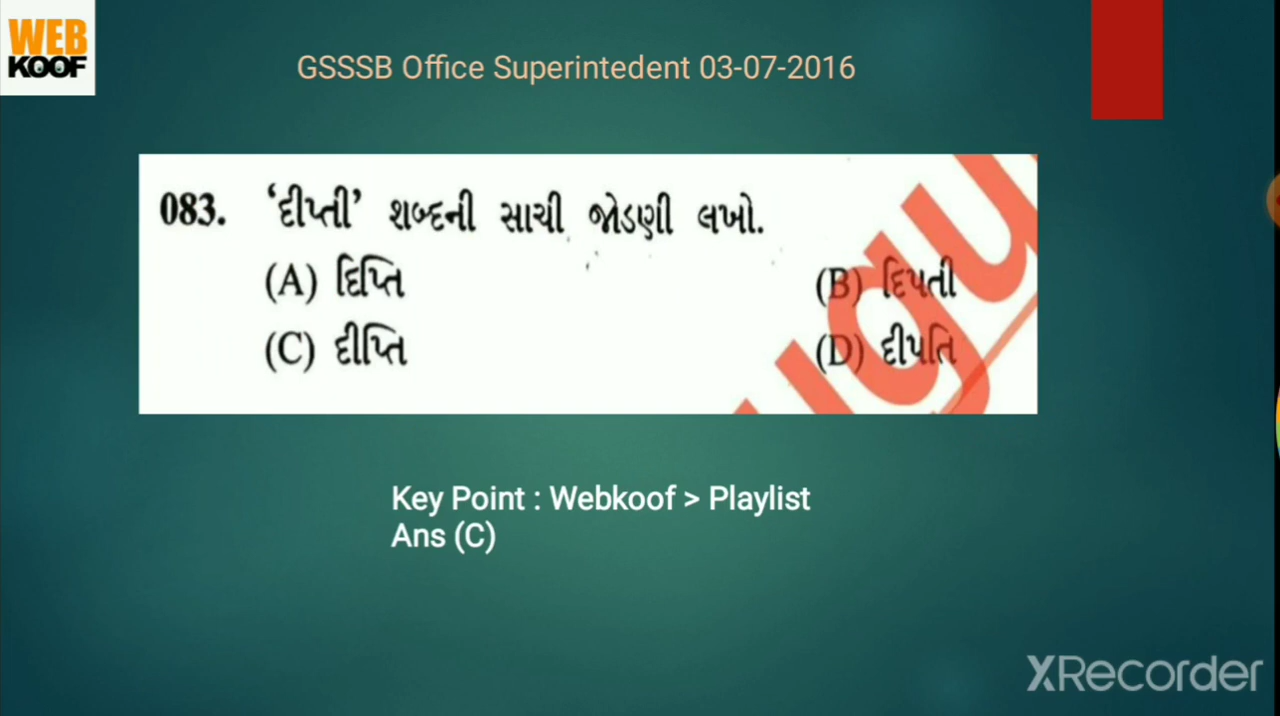 WEB
KOOF
GSSSB Office Superintedent 03-07-2016
083. ‘દીપ્તી’ શબ્દની સાચી જોડણી લખો.
(A) દિપ્તિ (B) દિપતી
(C) દીપ્તિ (D) દીપતિ
Key Point : Webkoof > Playlist
Ans (C)
XRecorder